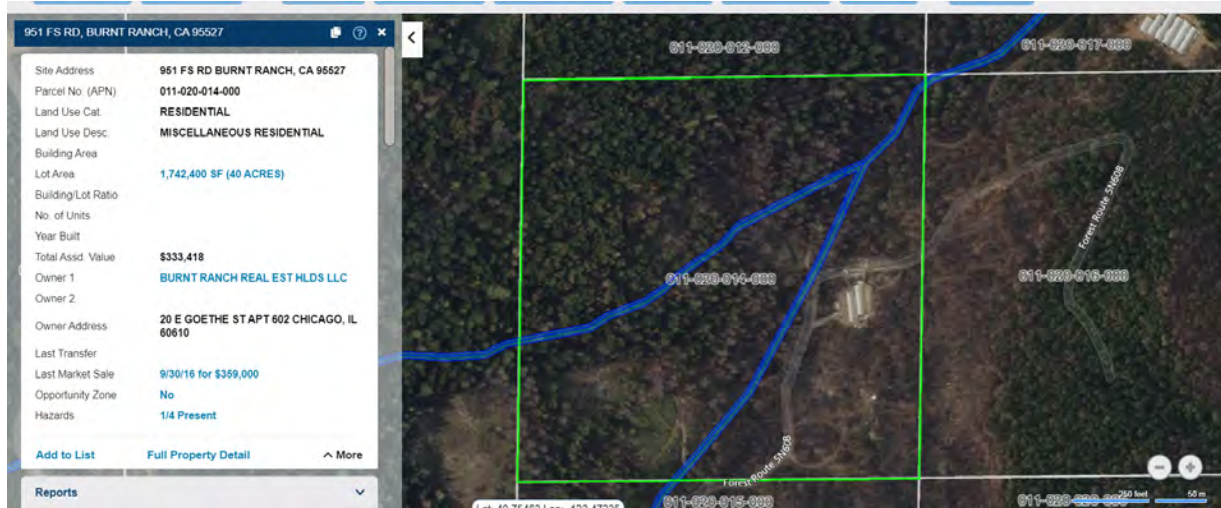 951 FS RD, BURNT RANCH, CA 95527
Site Address 951 FS RD BURNT RANCH, CA 95527
Parcel No. (APN) 011-020-014-000
Land Use Cat. RESIDENTIAL
Land Use Desc. MISCELLANEOUS RESIDENTIAL
Building Area
Lot Area 1,742,400 SF (40 ACRES)
Building/Lot Ratio
No. of Units
Year Built
Total Assd. Value $333,418
Owner 1 BURNT RANCH REAL EST HLDS LLC
Owner 2
Owner Address 20 E GOETHE ST APT 602 CHICAGO, IL
60610
Last Transfer
Last Market Sale 9/30/16 for $359,000
Opportunity Zone No
Hazards 1/4 Present
Add to List Full Property Detail More
Reports
011-020-012-000
011-020-017-000
Forest Route 5N60B
011-020-014-000
011-020-016-000
Forest Route 5N60B
011-020-015-000
250 feet 50 m